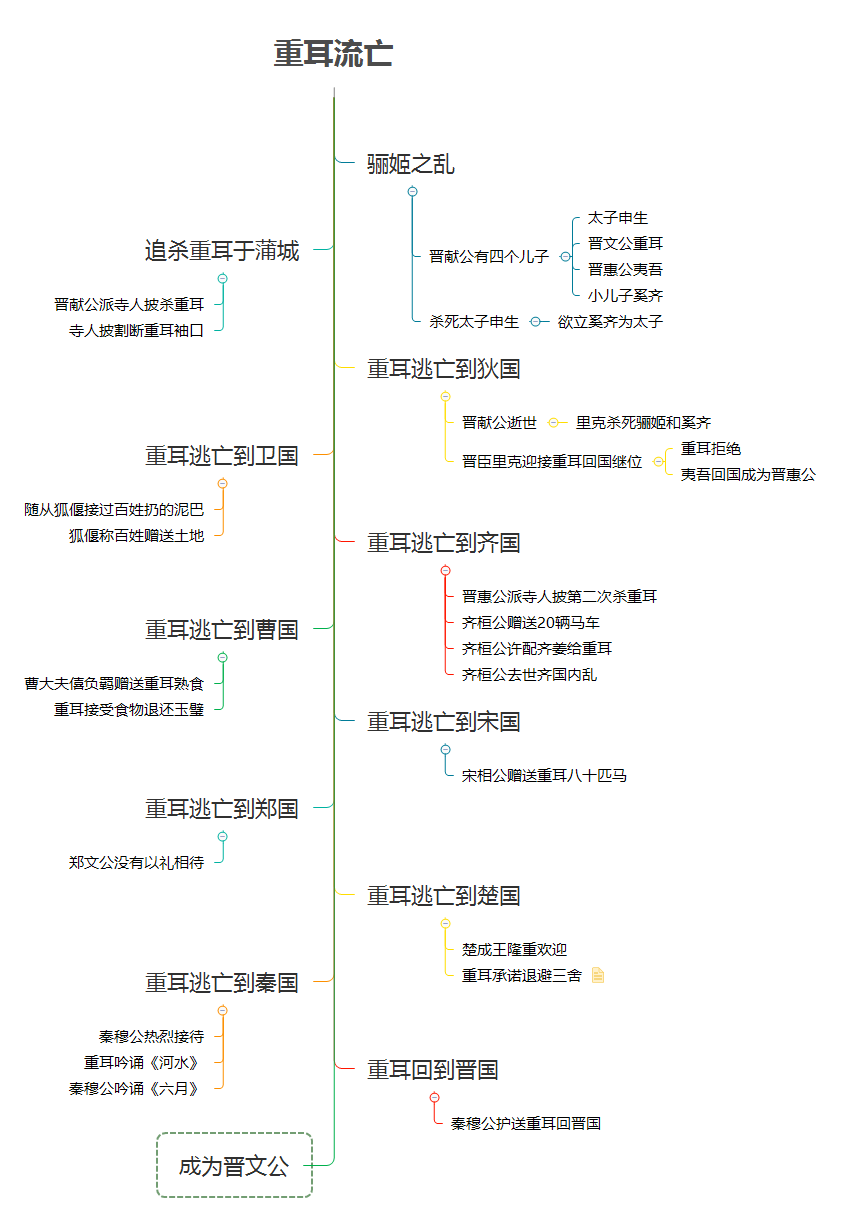 重耳流亡
骊姬之乱
晋献公有四个儿子
太子申生
晋文公重耳
晋惠公夷吾
小儿子奚齐
杀死太子申生
欲立奚齐为太子
追杀重耳于蒲城
晋献公派寺人披杀重耳
寺人披割断重耳袖口
重耳逃亡到狄国
晋献公逝世
里克杀死骊姬和奚齐
晋臣里克迎接重耳回国继位
重耳拒绝
夷吾回国成为晋惠公
重耳逃亡到卫国
随从狐偃接过百姓扔的泥巴
狐偃称百姓赠送土地
重耳逃亡到齐国
晋惠公派寺人披第二次杀重耳
齐桓公赠送20辆马车
齐桓公许配齐姜给重耳
齐桓公去世齐国内乱
重耳逃亡到曹国
曹大夫僖负羁赠送重耳熟食
重耳接受食物退还玉璧
重耳逃亡到宋国
宋相公赠送重耳八十匹马
重耳逃亡到郑国
郑文公没有以礼相待
重耳逃亡到楚国
楚成王隆重欢迎
重耳承诺退避三舍
重耳逃亡到秦国
秦穆公热烈接待
重耳吟诵《河水》
秦穆公吟诵《六月》
重耳回到晋国
秦穆公护送重耳回晋国
成为晋文公